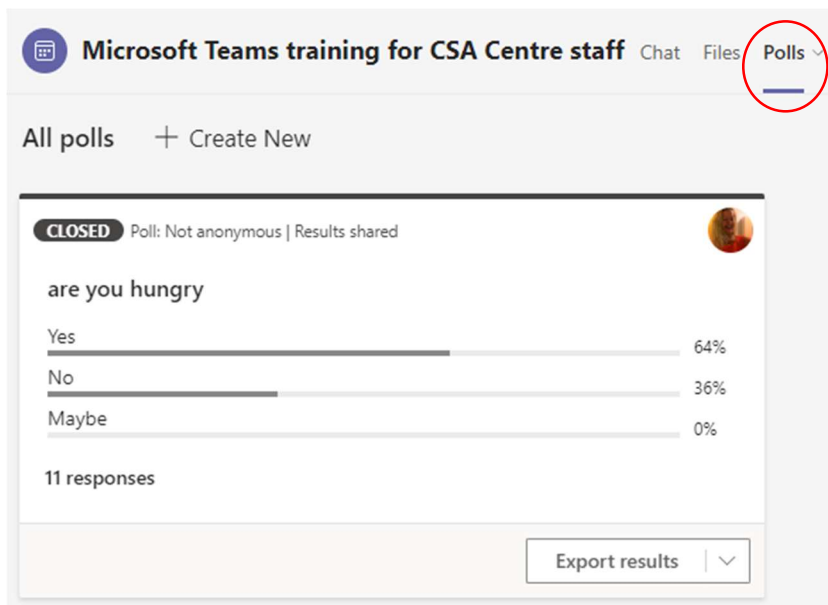 Microsoft Teams training for CSA Centre staff Chat Files Polls
All polls + Create New
CLOSED Poll: Not anonymous | Results shared
are you hungry
Yes
64%
No
36%
Maybe
0%
11 responses
Export results